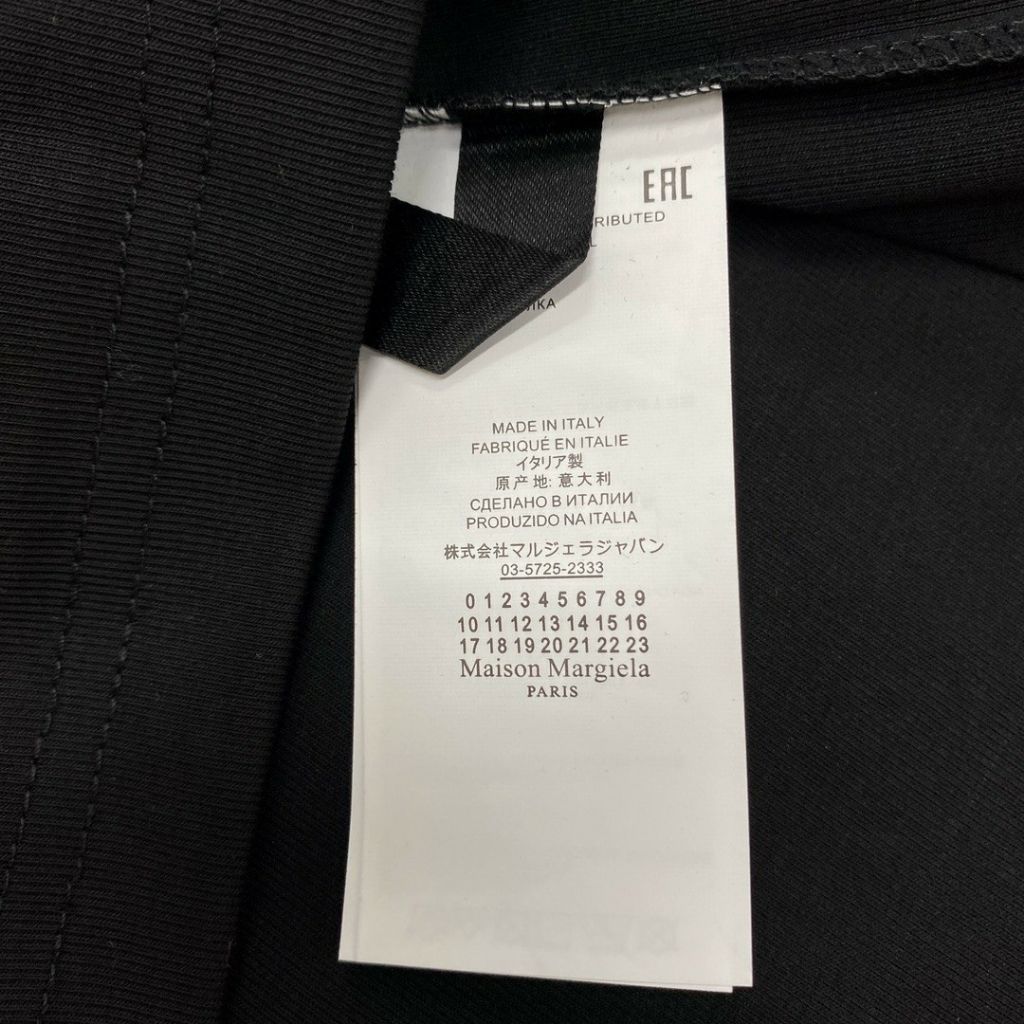 EAC
MADE IN ITALY
FABRIQUÉ EN ITALIE
イタリア製
原产地: 意大利
СДЕЛАНО В ИТАЛИИ
PRODUZIDO NA ITALIA
株式会社マルジェラジャパン
03-5725-2333
0 1 2 3 4 5 6 7 8 9
10 11 12 13 14 15 16
17 18 19 20 21 22 23
Maison Margiela
PARIS